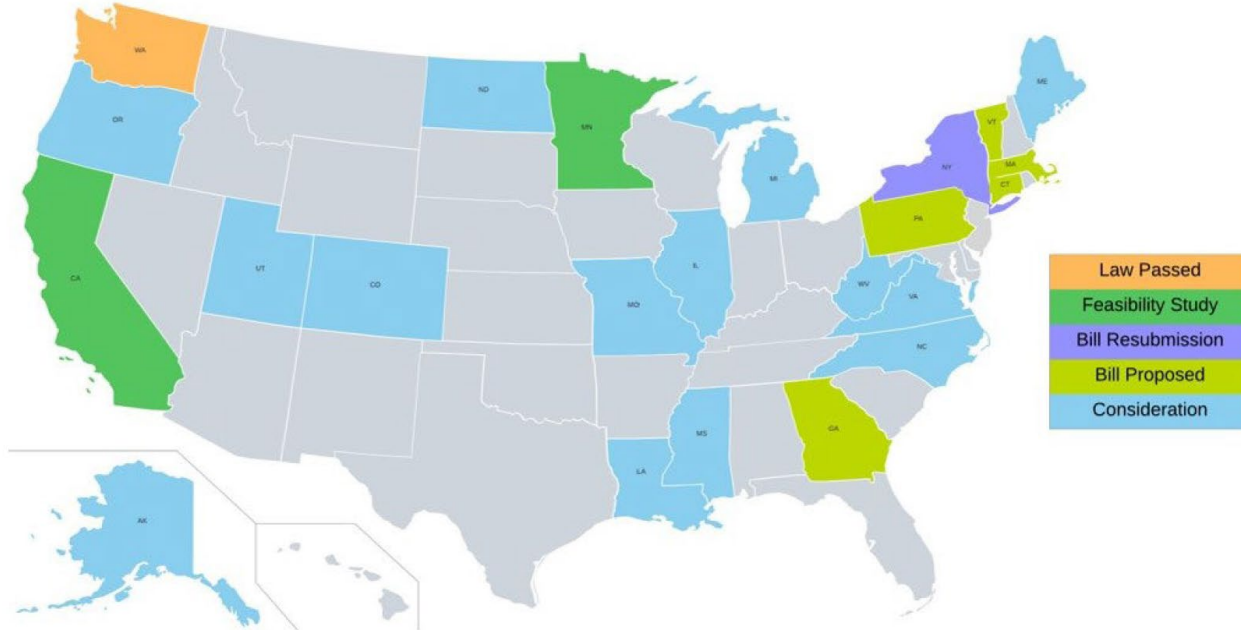 WA
OR
CA
UT
CO
ND
MN
MO
IL
MI
LA
MS
GA
NC
VA
WV
PA
NY
VT
MA
CT
ME
AK
Law Passed
Feasibility Study
Bill Resubmission
Bill Proposed
Consideration